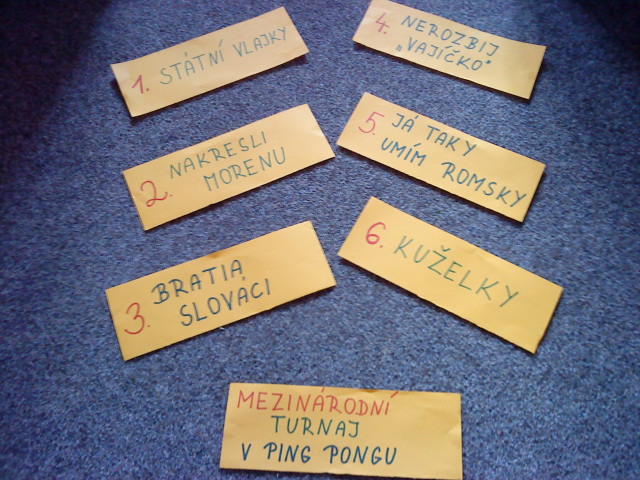 1. STÁTNÍ VLAJKY
2. NAKRESLI
MORENU
3. BRATIA
SLOVACI
4. NEROZBIJ
„VAJÍČKO"
5. JÁ TAKY
UMÍM ROMSKY
6. KUŽELKY
MEZINÁRODNÍ
TURNAJ
V PING PONGU